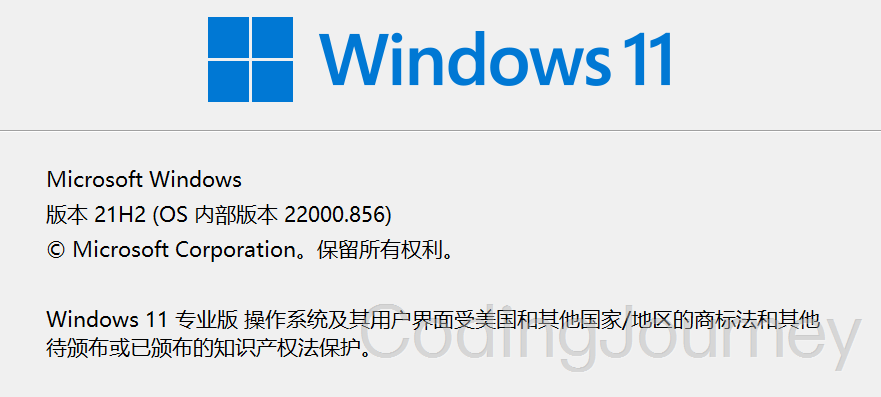 Windows 11
Microsoft Windows
版本 21H2 (OS 内部版本 22000.856)
© Microsoft Corporation。保留所有权利。
Windows 11 专业版 操作系统及其用户界面受美国和其他国家/地区的商标法和其他
待颁布或已颁布的知识产权法保护。
CodingJourney